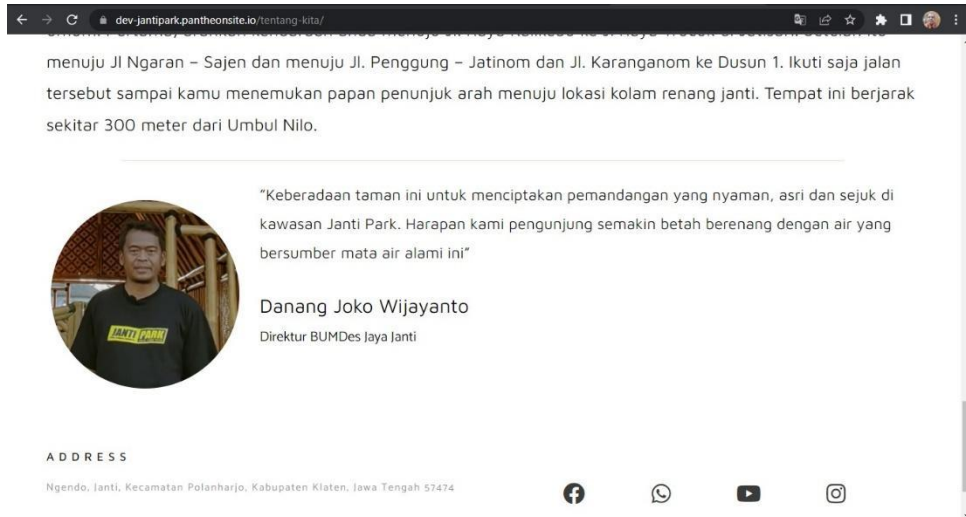 dev-jantipark.pantheonsite.io/tentang-kita/
menuju Jl Ngaran – Sajen dan menuju Jl. Penggung – Jatinom dan Jl. Karanganom ke Dusun 1. Ikuti saja jalan
tersebut sampai kamu menemukan papan penunjuk arah menuju lokasi kolam renang janti. Tempat ini berjarak
sekitar 300 meter dari Umbul Nilo.
"Keberadaan taman ini untuk menciptakan pemandangan yang nyaman, asri dan sejuk di
kawasan Janti Park. Harapan kami pengunjung semakin betah berenang dengan air yang
bersumber mata air alami ini"
JANTI PARK
Danang Joko Wijayanto
Direktur BUMDes Jaya Janti
ADDRESS
Ngendo, Janti, Kecamatan Polanharjo, Kabupaten Klaten, Jawa Tengah 57474